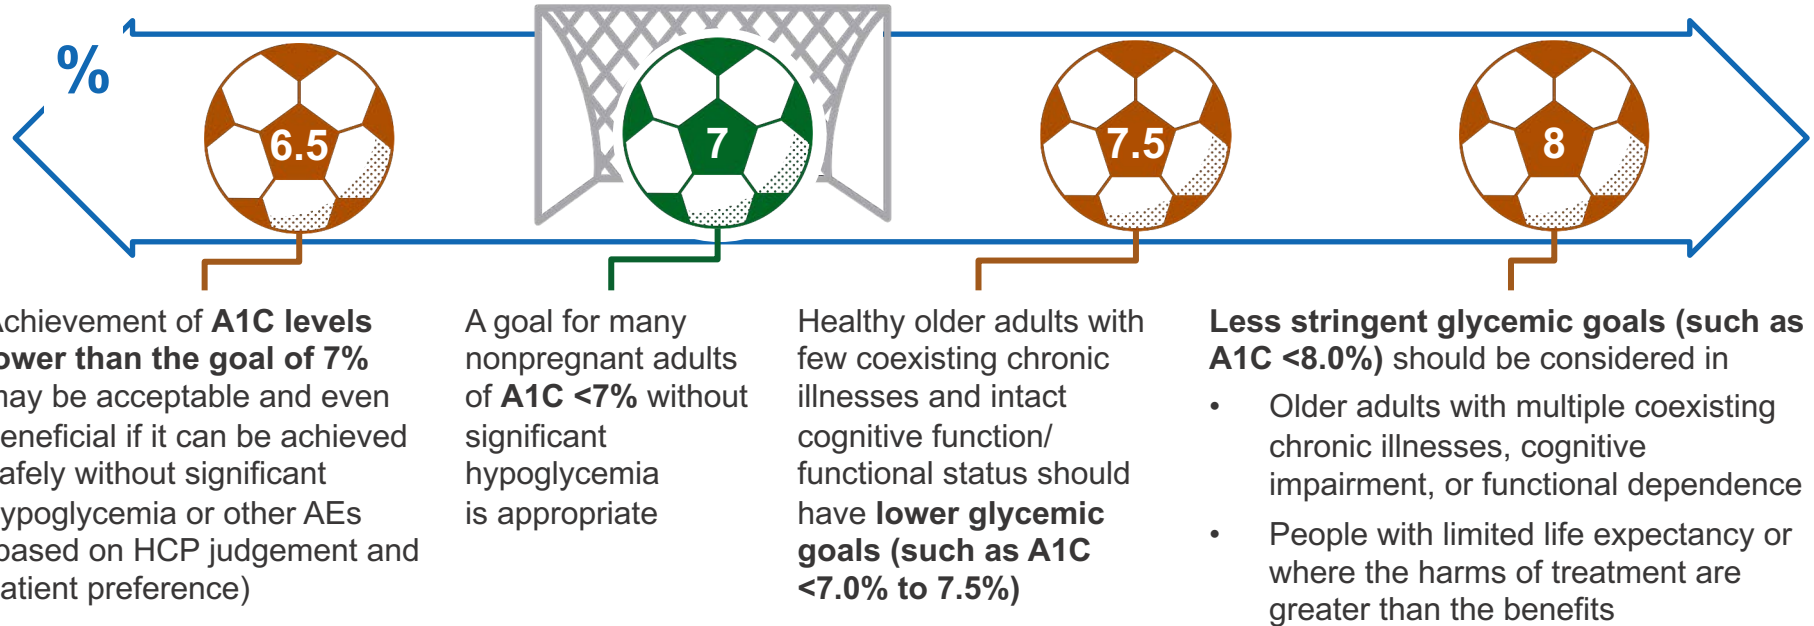 %
6.5
7
7.5
8
Achievement of A1C levels
ower than the goal of 7%
may be acceptable and even
eneficial if it can be achieved
afely without significant
ypoglycemia or other AEs
based on HCP judgement and
atient preference)
A goal for many
nonpregnant adults
of A1C <7% without
significant
hypoglycemia
is appropriate
Healthy older adults with
few coexisting chronic
illnesses and intact
cognitive function/
functional status should
have lower glycemic
goals (such as A1C
<7.0% to 7.5%)
Less stringent glycemic goals (such as
A1C <8.0%) should be considered in
• Older adults with multiple coexisting
chronic illnesses, cognitive
impairment, or functional dependence
• People with limited life expectancy or
where the harms of treatment are
greater than the benefits